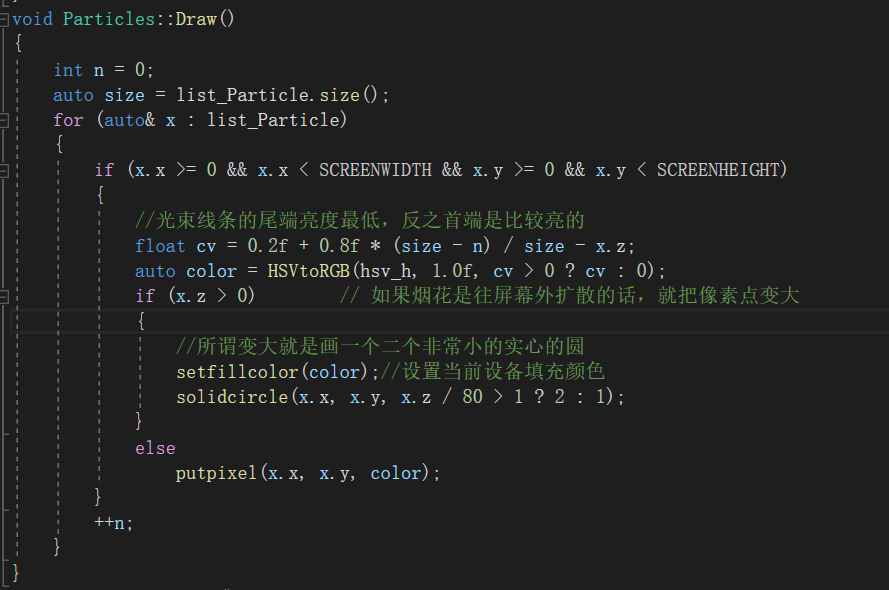 void Particles::Draw()
{
    int n = 0;
    auto size = list_Particle.size();
    for (auto& x : list_Particle)
    {
        if (x.x >= 0 && x.x < SCREENWIDTH && x.y >= 0 && x.y < SCREENHEIGHT)
        {
            //光束线条的尾端亮度最低，反之首端是比较亮的
            float cv = 0.2f + 0.8f * (size - n) / size - x.z;
            auto color = HSVtoRGB(hsv_h, 1.0f, cv > 0 ? cv : 0);
            if (x.z > 0)        // 如果烟花是往屏幕外扩散的话，就把像素点变大
            {
                //所谓变大就是画一个二个非常小的实心的圆
                setfillcolor(color);//设置当前设备填充颜色
                solidcircle(x.x, x.y, x.z / 80 > 1 ? 2 : 1);
            }
            else
                putpixel(x.x, x.y, color);
        }
        ++n;
    }
}